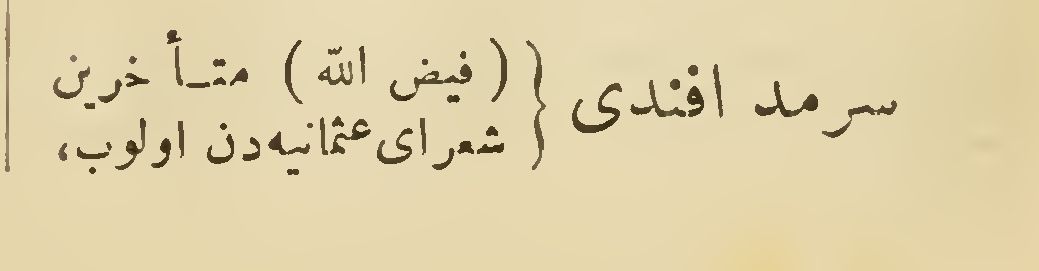 سرمد افندی { (فیض الله) متأخرین
شعرای عثمانیه‌دن اولوب،